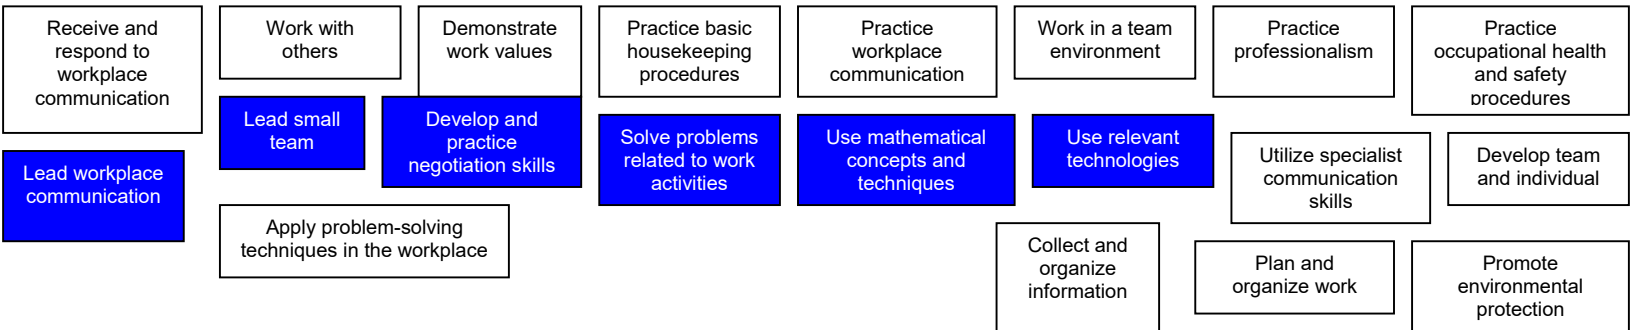 Receive and
respond to
workplace
communication
Work with
others
Demonstrate
work values
Practice basic
housekeeping
procedures
Practice
workplace
communication
Work in a team
environment
Practice
professionalism
Practice
occupational health
and safety
procedures
Lead workplace
communication
Lead small
team
Develop and
practice
negotiation skills
Solve problems
related to work
activities
Use mathematical
concepts and
techniques
Use relevant
technologies
Utilize specialist
communication
skills
Develop team
and individual
Apply problem-solving
techniques in the workplace
Collect and
organize
information
Plan and
organize work
Promote
environmental
protection